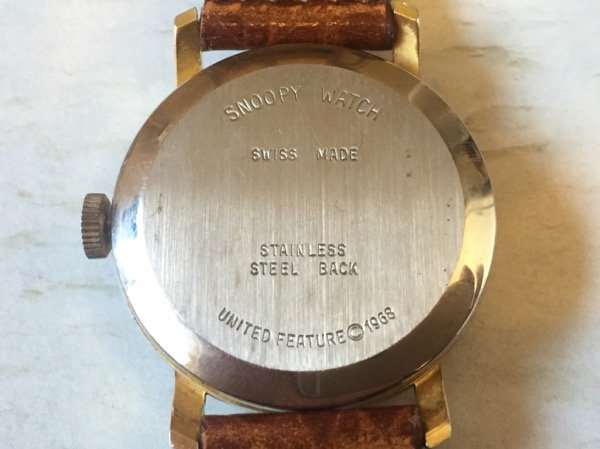 SNOOPY WATCH
SWISS MADE
STAINLESS
STEEL BACK
UNITED FEATURE © 1968